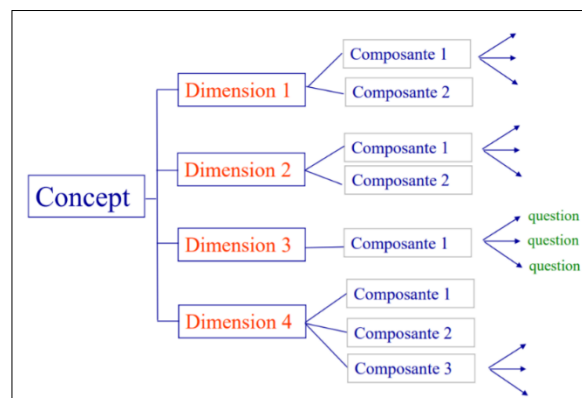 Concept
Dimension 1
Composante 1
Composante 2
Dimension 2
Composante 1
Composante 2
Dimension 3
Composante 1
question
question
question
Dimension 4
Composante 1
Composante 2
Composante 3